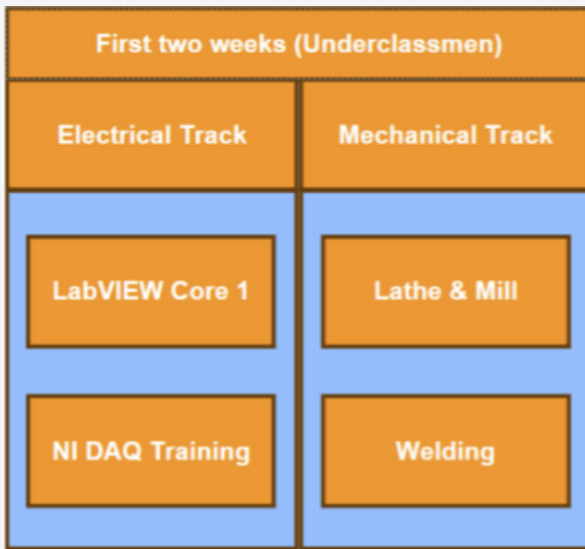 First two weeks (Underclassmen)
Electrical Track
Mechanical Track
LabVIEW Core 1
Lathe & Mill
NI DAQ Training
Welding